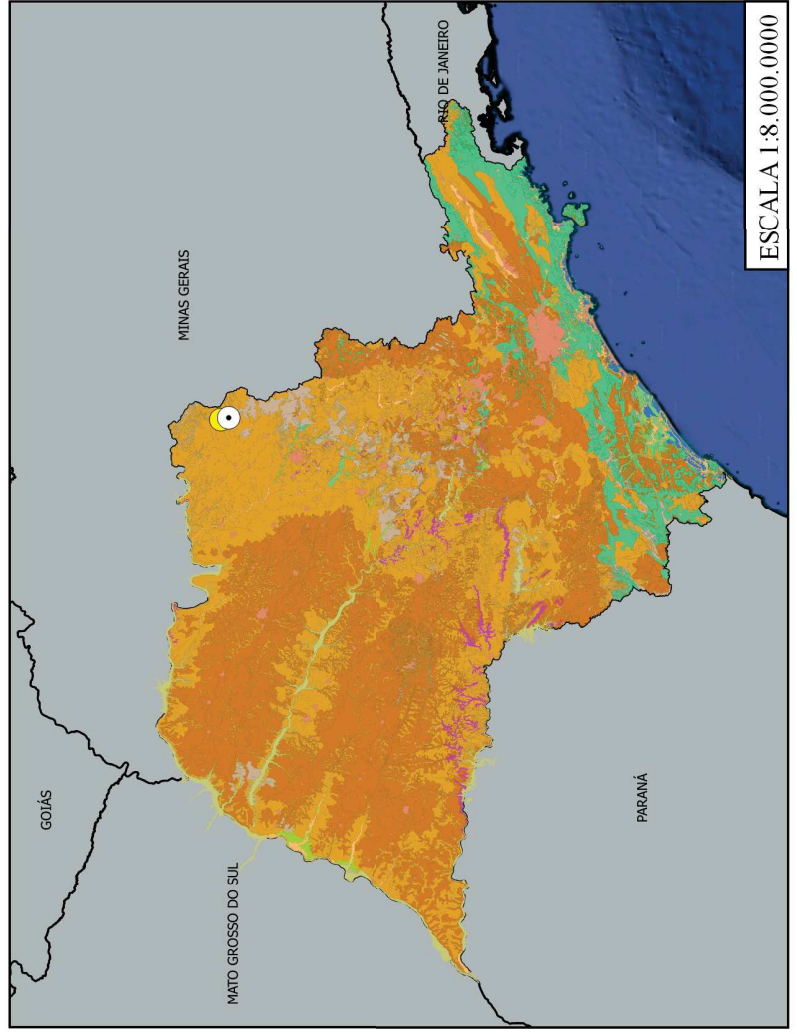 GOIÁS
MINAS GERAIS
MATO GROSSO DO SUL
RIO DE JANEIRO
PARANÁ
ESCALA 1:8.000.0000